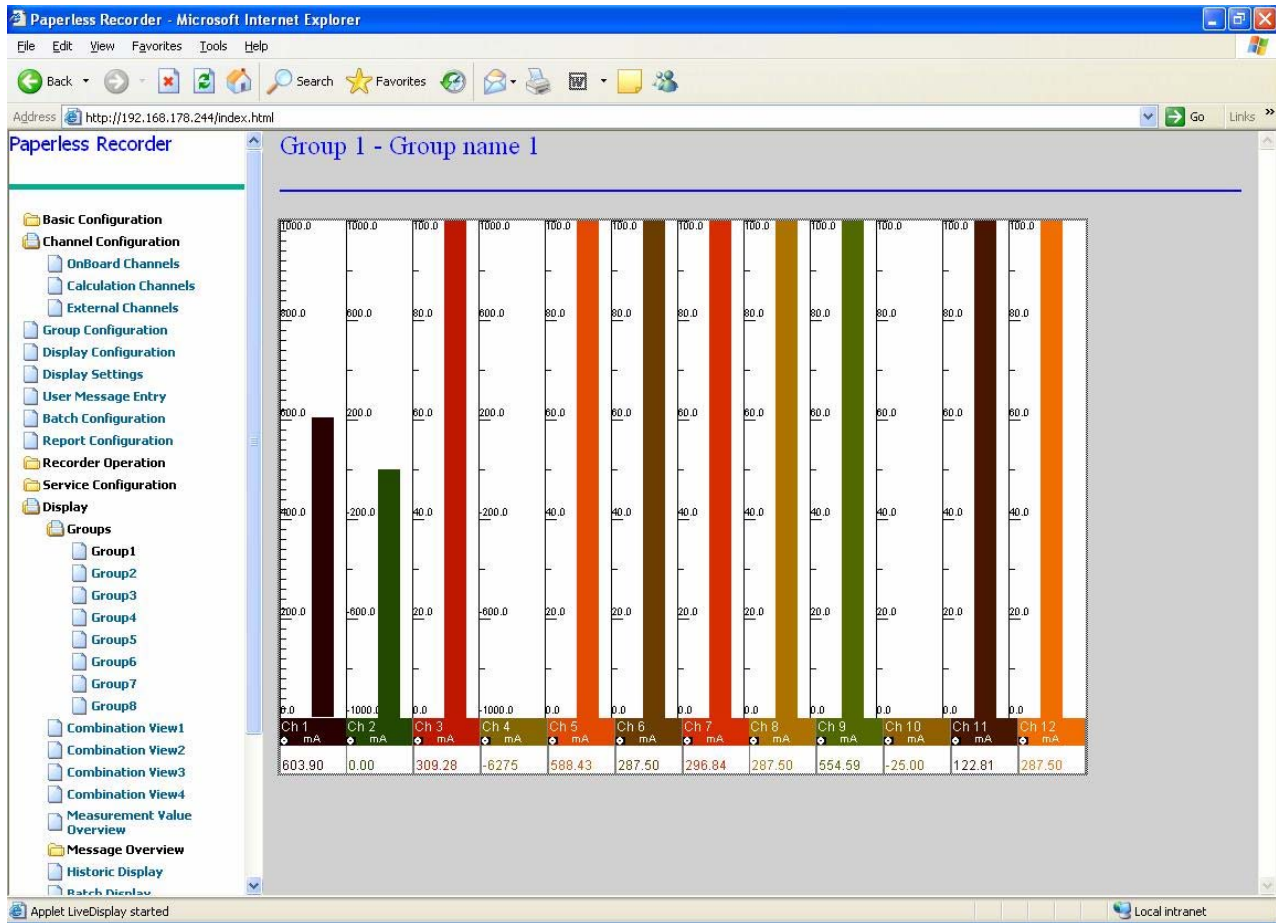 Paperless Recorder - Microsoft Internet Explorer
File Edit View Favorites Tools Help
Back Search Favorites
Address http://192.168.178.244/index.html Go Links »
Paperless Recorder
Basic Configuration
Channel Configuration
OnBoard Channels
Calculation Channels
External Channels
Group Configuration
Display Configuration
Display Settings
User Message Entry
Batch Configuration
Report Configuration
Recorder Operation
Service Configuration
Display
Groups
Group1
Group2
Group3
Group4
Group5
Group6
Group7
Group8
Combination View1
Combination View2
Combination View3
Combination View4
Measurement Value
Overview
Message Overview
Historic Display
Batch Display
Group 1 - Group name 1
1000.0 1000.0 100.0 1000.0 100.0 100.0 100.0 100.0 100.0 100.0 100.0 100.0
800.0 600.0 80.0 600.0 80.0 80.0 80.0 80.0 80.0 80.0 80.0 80.0
600.0 200.0 60.0 200.0 60.0 60.0 60.0 60.0 60.0 60.0 60.0 60.0
400.0 -200.0 40.0 -200.0 40.0 40.0 40.0 40.0 40.0 40.0 40.0 40.0
200.0 -600.0 20.0 -600.0 20.0 20.0 20.0 20.0 20.0 20.0 20.0 20.0
0.0 -1000.0 0.0 -1000.0 0.0 0.0 0.0 0.0 0.0 0.0 0.0 0.0
Ch 1 Ch 2 Ch 3 Ch 4 Ch 5 Ch 6 Ch 7 Ch 8 Ch 9 Ch 10 Ch 11 Ch 12
mA mA mA mA mA mA mA mA mA mA mA mA
603.90 0.00 309.28 -6275 588.43 287.50 296.84 287.50 554.59 -25.00 122.81 287.50
Applet LiveDisplay started Local intranet